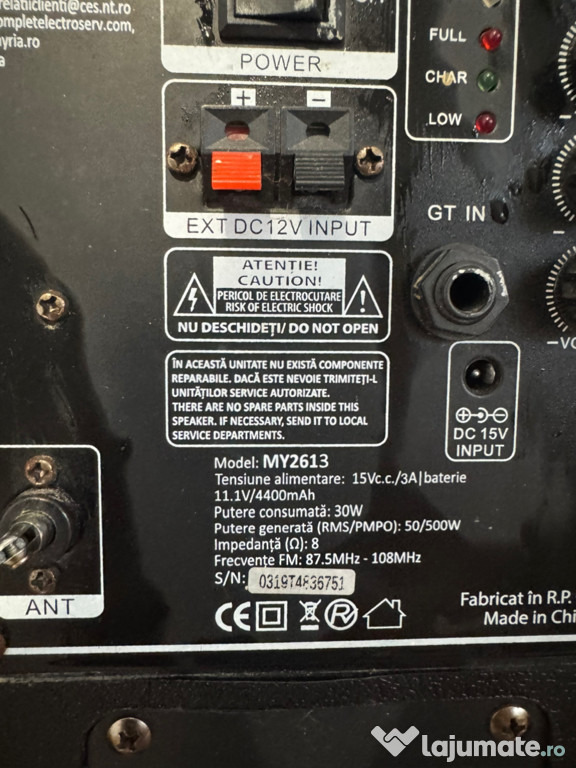 relatiiclienti@ces.nt.ro
completelectroserv.com,
myria.ro
POWER
FULL
CHAR
LOW
+ −
EXT DC12V INPUT
GT IN
ATENȚIE!
CAUTION!
PERICOL DE ELECTROCUTARE
RISK OF ELECTRIC SHOCK
NU DESCHIDEȚI/ DO NOT OPEN
ÎN ACEASTĂ UNITATE NU EXISTĂ COMPONENTE
REPARABILE. DACĂ ESTE NEVOIE TRIMITEȚI-L
UNITĂȚILOR SERVICE AUTORIZATE.
THERE ARE NO SPARE PARTS INSIDE THIS
SPEAKER. IF NECESSARY, SEND IT TO LOCAL
SERVICE DEPARTMENTS.
DC 15V
INPUT
Model: MY2613
Tensiune alimentare: 15Vc.c./3A|baterie
11.1V/4400mAh
Putere consumată: 30W
Putere generată (RMS/PMPO): 50/500W
Impedanță (Ω): 8
Frecvențe FM: 87.5MHz - 108MHz
S/N: 0319T4836751
ANT
CE
Fabricat în R.P.
Made in Chi
lajumate.ro